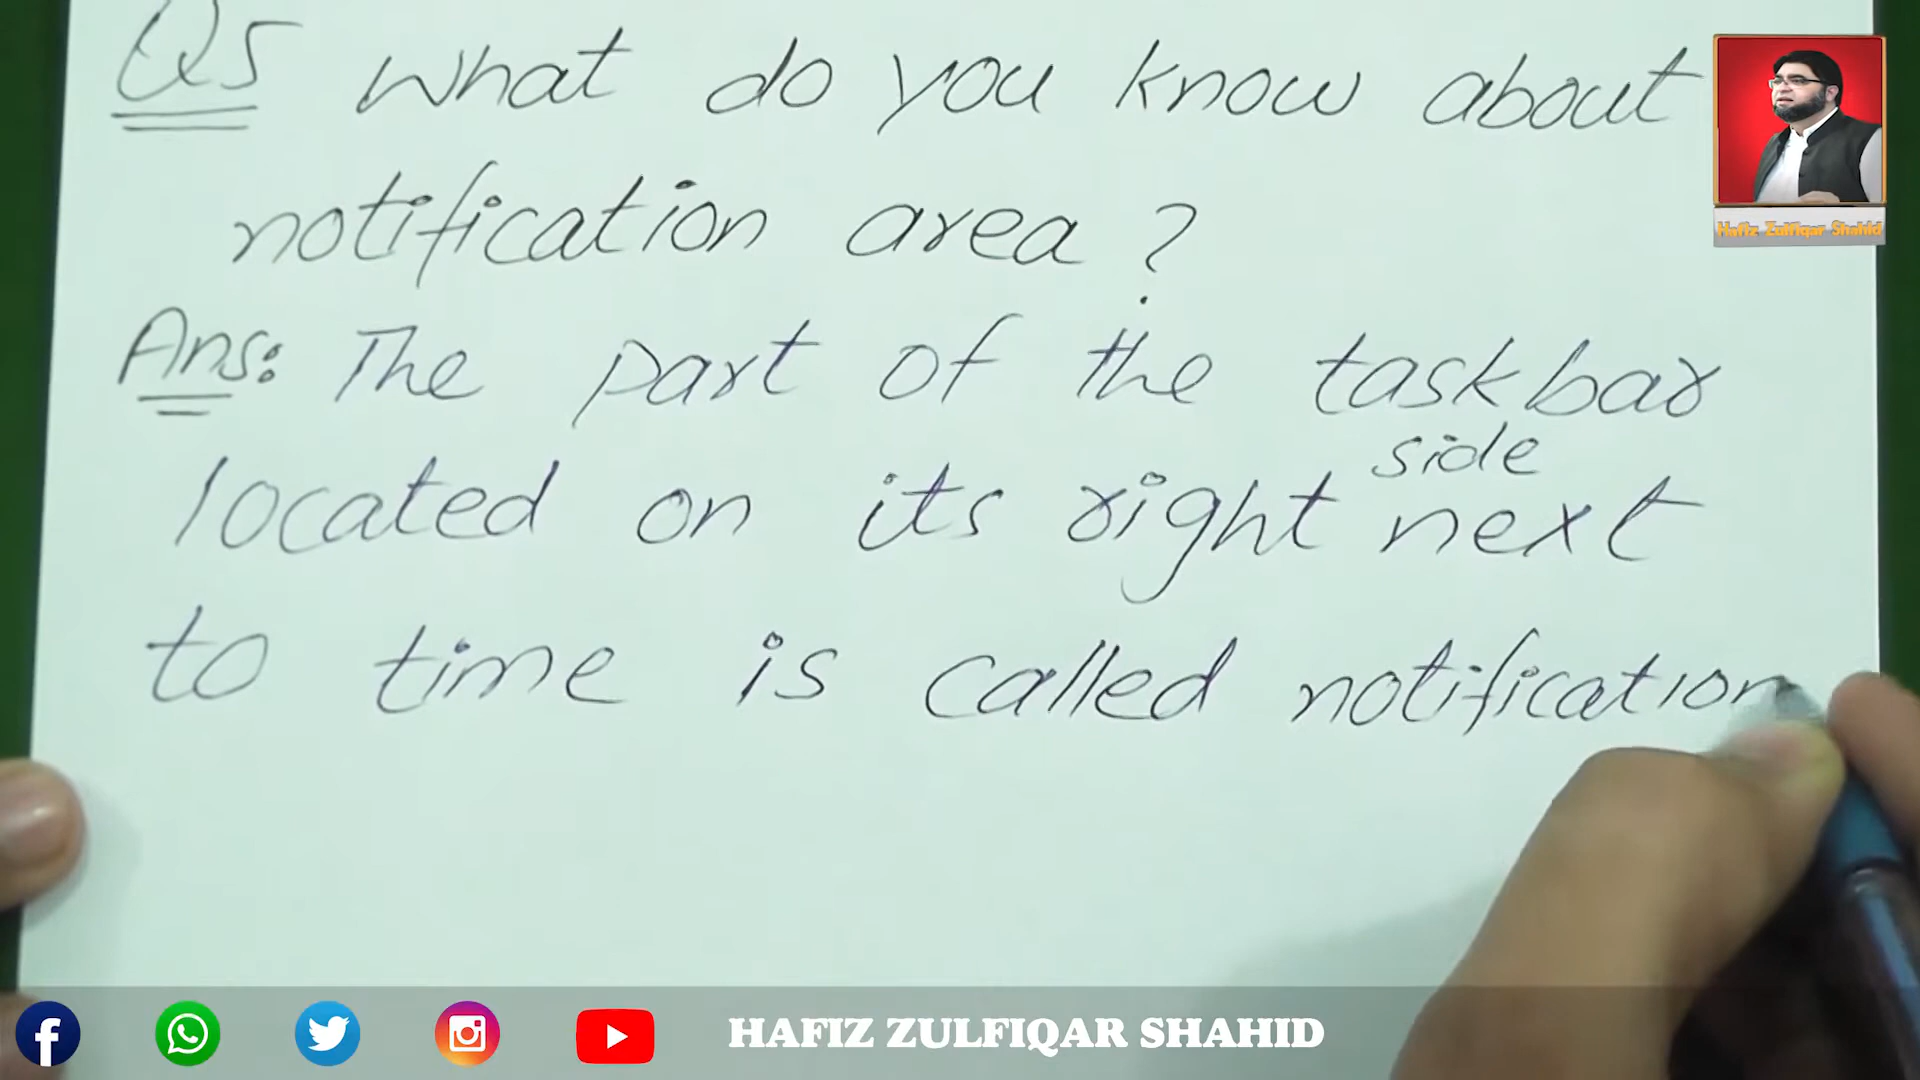 Q5 What do you know about
notification area?
Ans: The part of the taskbar
side
located on its right next
to time is called notification
Hafiz Zulfiqar Shahid
HAFIZ ZULFIQAR SHAHID